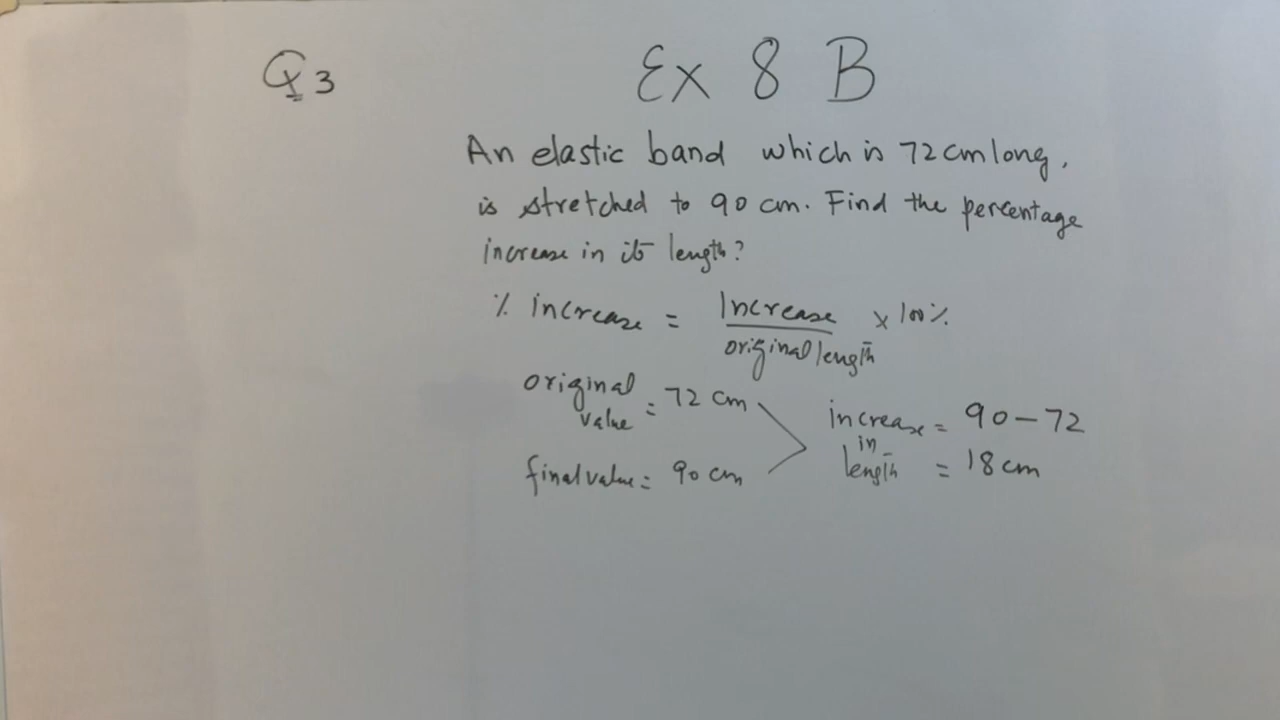 Q3 Ex 8 B
An elastic band which is 72 cm long,
is stretched to 90 cm. Find the percentage
increase in its length?
% increase = Increase / original length × 100%
original value = 72 cm
final value = 90 cm
increase in length = 90 - 72
= 18 cm